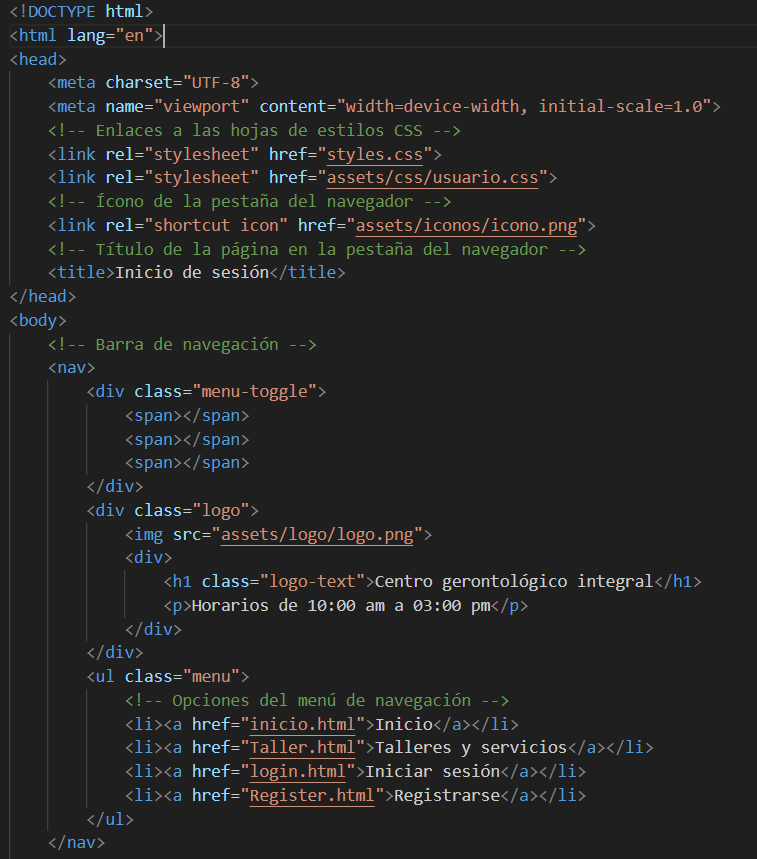 <!DOCTYPE html>
<html lang="en">
<head>
    <meta charset="UTF-8">
    <meta name="viewport" content="width=device-width, initial-scale=1.0">
    <!-- Enlaces a las hojas de estilos CSS -->
    <link rel="stylesheet" href="styles.css">
    <link rel="stylesheet" href="assets/css/usuario.css">
    <!-- Ícono de la pestaña del navegador -->
    <link rel="shortcut icon" href="assets/iconos/icono.png">
    <!-- Título de la página en la pestaña del navegador -->
    <title>Inicio de sesión</title>
</head>
<body>
    <!-- Barra de navegación -->
    <nav>
        <div class="menu-toggle">
            <span></span>
            <span></span>
            <span></span>
        </div>
        <div class="logo">
            <img src="assets/logo/logo.png">
            <div>
                <h1 class="logo-text">Centro gerontológico integral</h1>
                <p>Horarios de 10:00 am a 03:00 pm</p>
            </div>
        </div>
        <ul class="menu">
            <!-- Opciones del menú de navegación -->
            <li><a href="inicio.html">Inicio</a></li>
            <li><a href="Taller.html">Talleres y servicios</a></li>
            <li><a href="login.html">Iniciar sesión</a></li>
            <li><a href="Register.html">Registrarse</a></li>
        </ul>
    </nav>